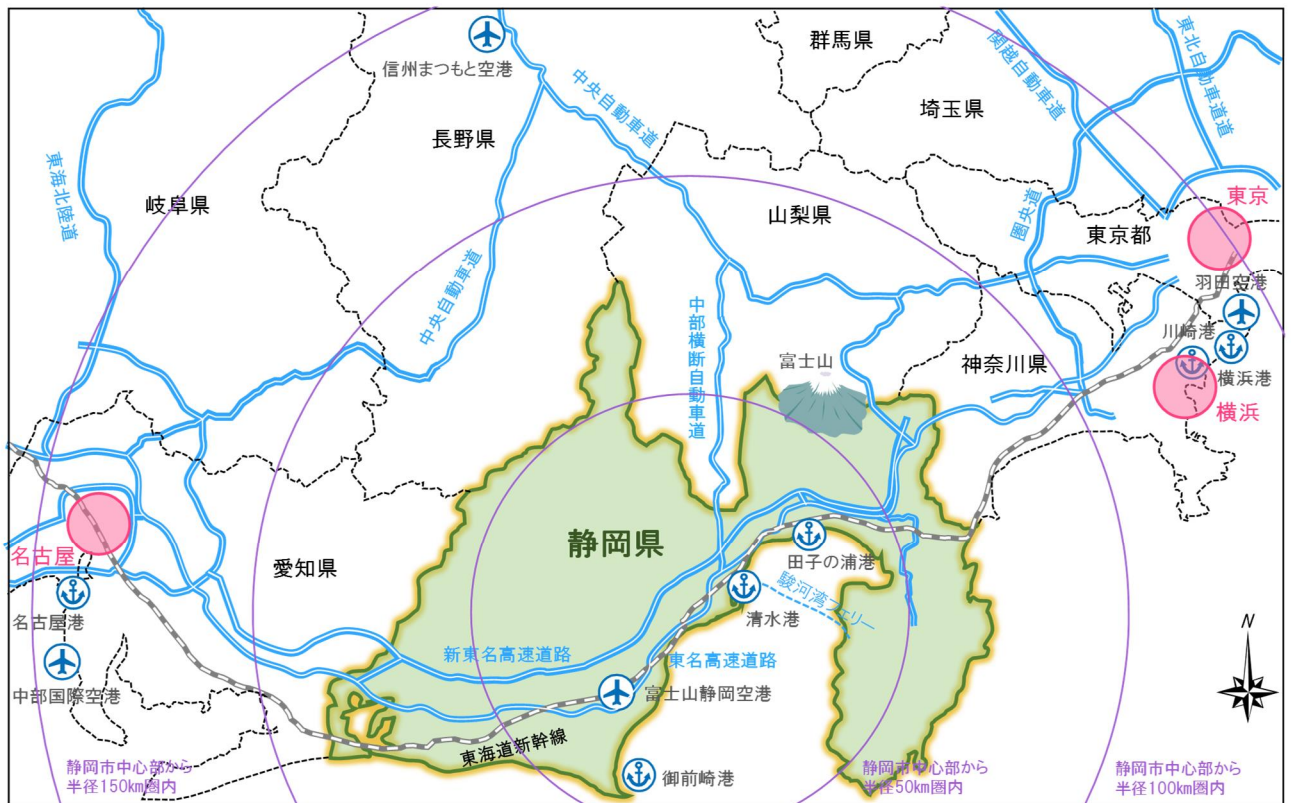 群馬県
関越自動車道
東北自動車道道
信州まつもと空港
中央自動車道
埼玉県
長野県
東海北陸道
岐阜県
山梨県
圏央道
東京都
東京
羽田空港
中央自動車道
中部横断自動車道
川崎港
富士山
神奈川県
横浜港
横浜
静岡県
名古屋
愛知県
田子の浦港
駿河湾フェリー
名古屋港
清水港
N
新東名高速道路
東名高速道路
中部国際空港
富士山静岡空港
東海道新幹線
御前崎港
静岡市中心部から
半径150km圏内
静岡市中心部から
半径50km圏内
静岡市中心部から
半径100km圏内